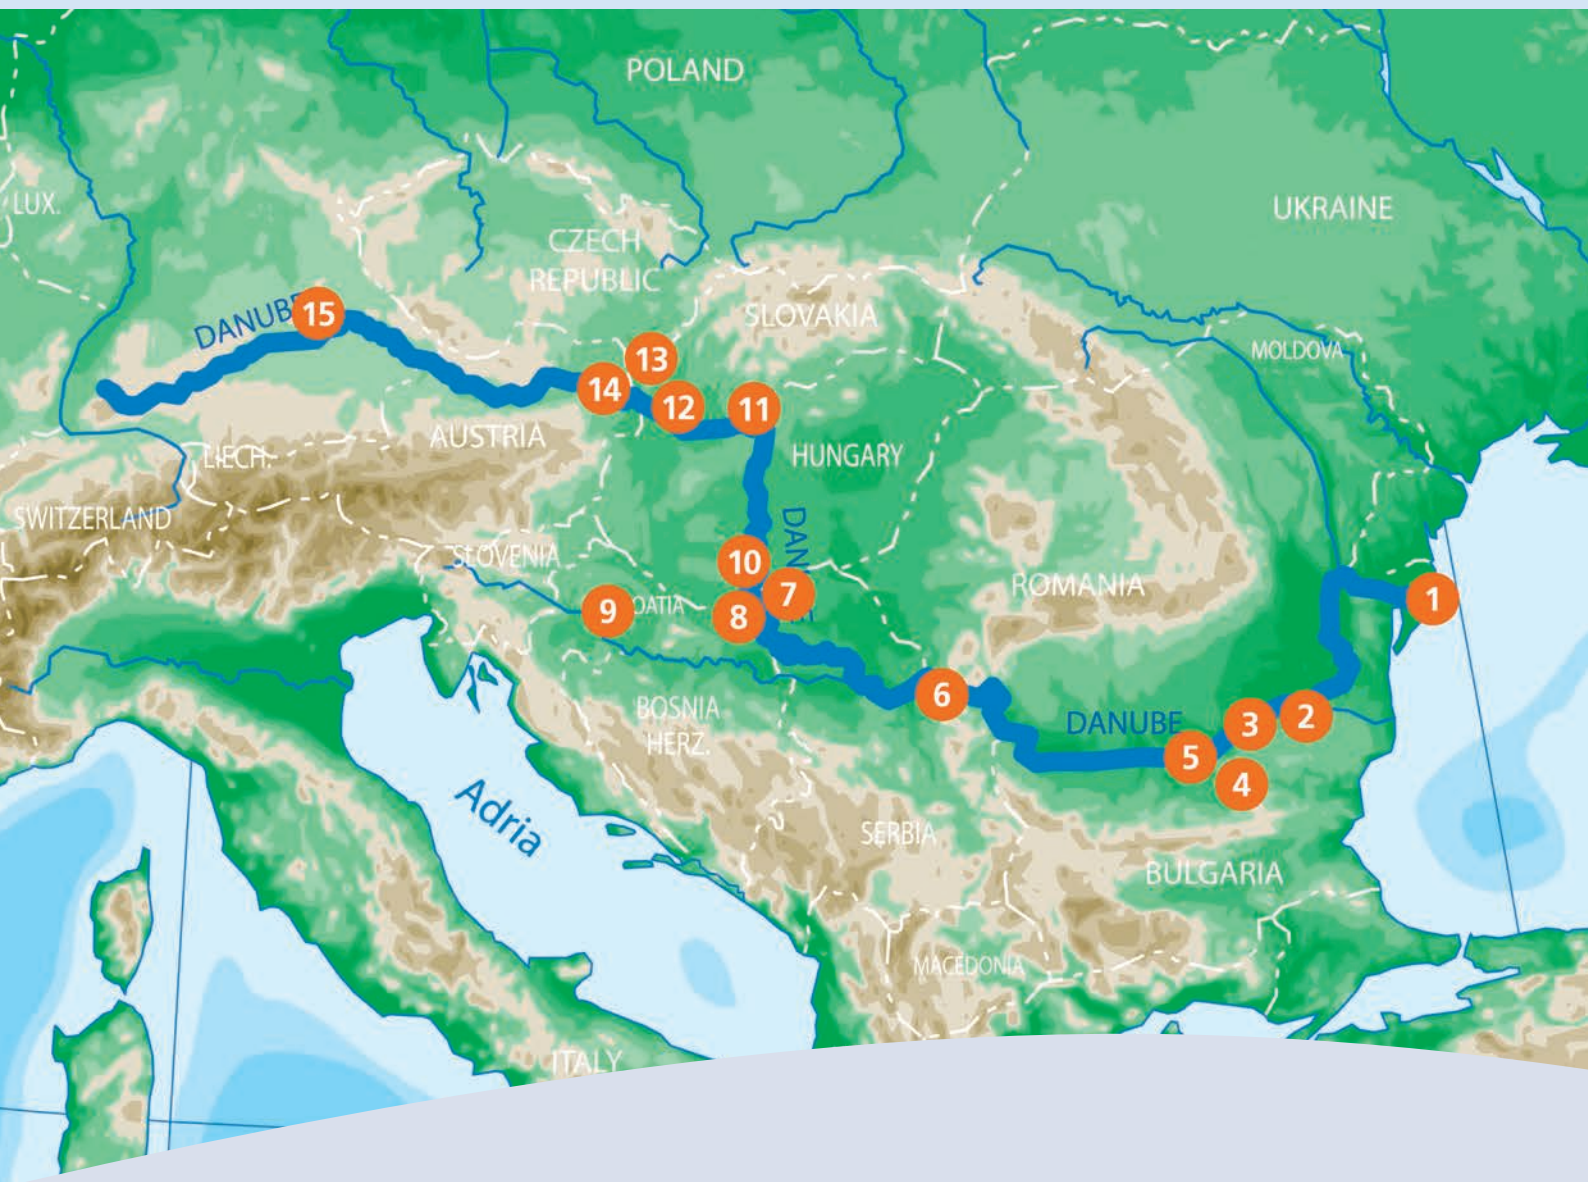 POLAND
LUX.
UKRAINE
CZECH
REPUBLIC
DANUBE
15
SLOVAKIA
MOLDOVA
13
14
12
11
AUSTRIA
LIECH.
HUNGARY
SWITZERLAND
DAN
SLOVENIA
10
7
ROMANIA
9
OATIA
8
1
6
BOSNIA
HERZ.
DANUBE
3
2
5
4
Adria
SERBIA
BULGARIA
MACEDONIA
ITALY